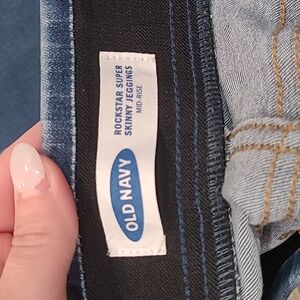 ROCKSTAR SUPER
SKINNY JEGGINGS
MID-RISE
OLD NAVY